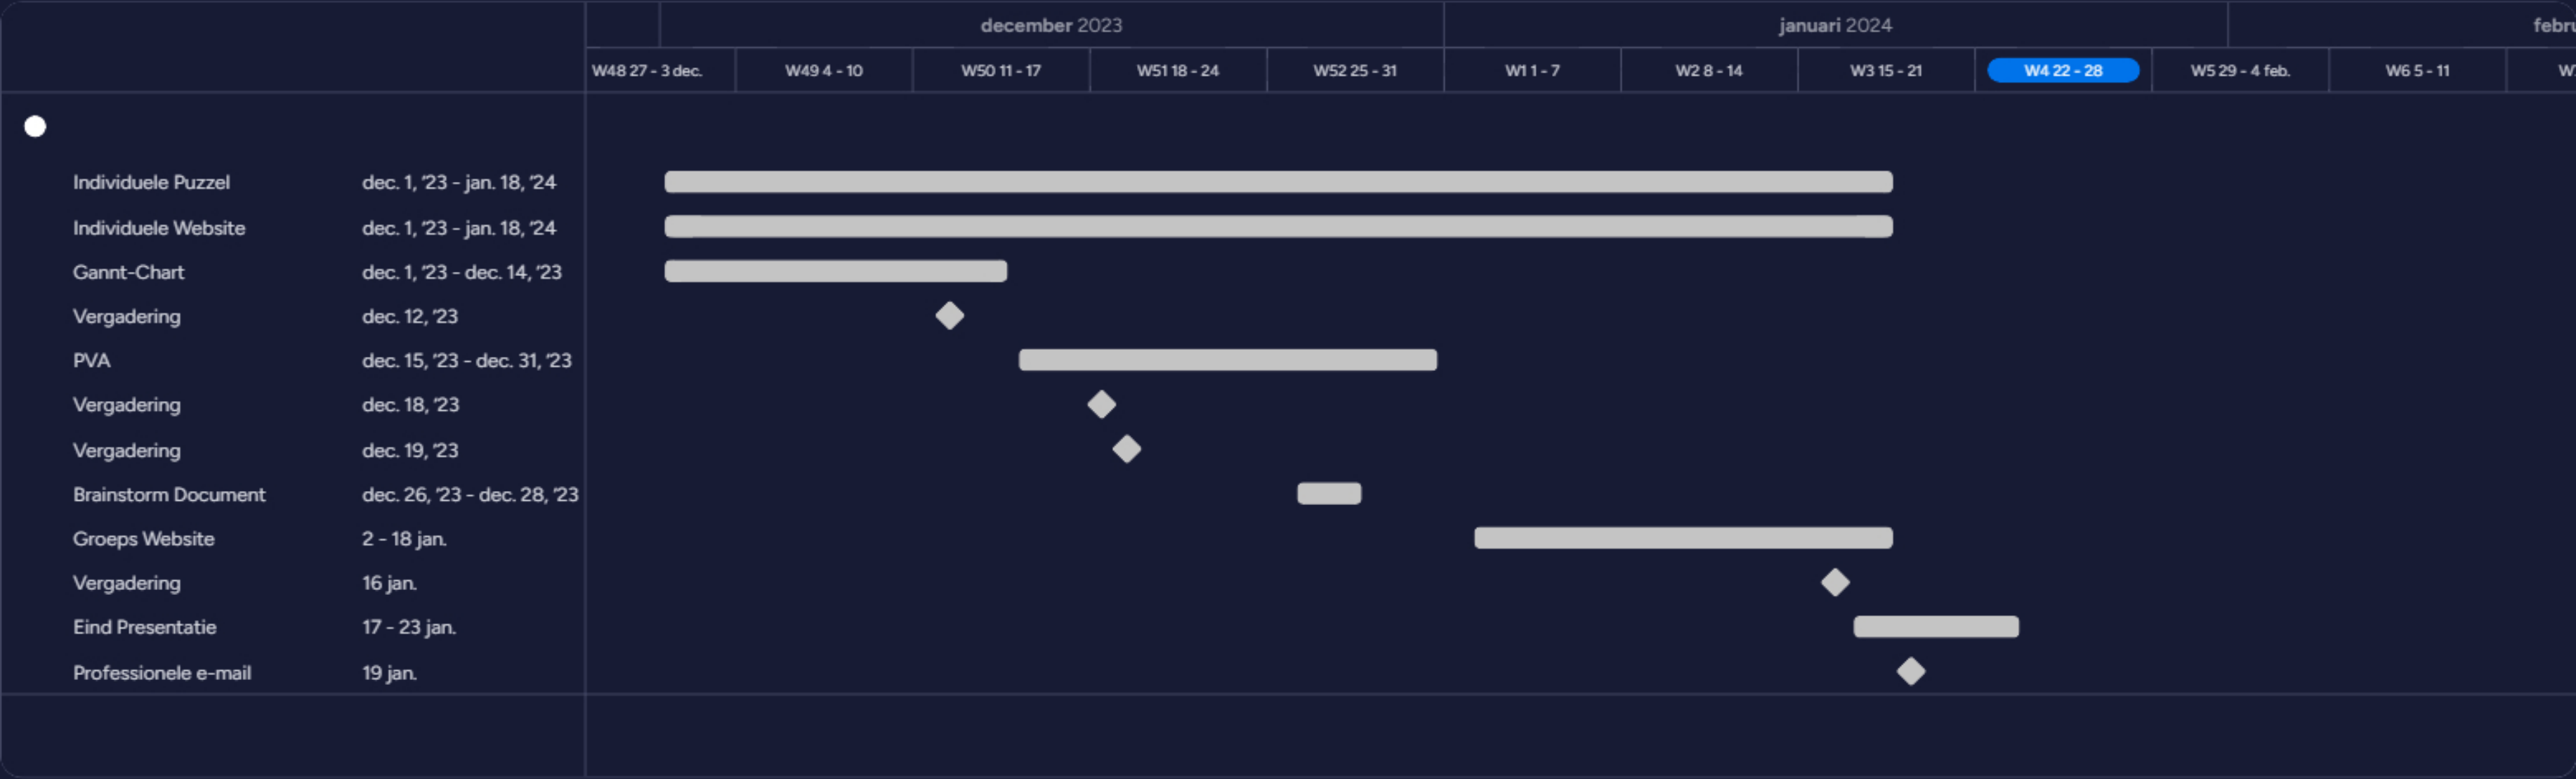 december 2023 januari 2024 febru
W48 27 - 3 dec. W49 4 - 10 W50 11 - 17 W51 18 - 24 W52 25 - 31 W1 1 - 7 W2 8 - 14 W3 15 - 21 W4 22 - 28 W5 29 - 4 feb. W6 5 - 11 W
Individuele Puzzel dec. 1, '23 - jan. 18, '24
Individuele Website dec. 1, '23 - jan. 18, '24
Gannt-Chart dec. 1, '23 - dec. 14, '23
Vergadering dec. 12, '23
PVA dec. 15, '23 - dec. 31, '23
Vergadering dec. 18, '23
Vergadering dec. 19, '23
Brainstorm Document dec. 26, '23 - dec. 28, '23
Groeps Website 2 - 18 jan.
Vergadering 16 jan.
Eind Presentatie 17 - 23 jan.
Professionele e-mail 19 jan.